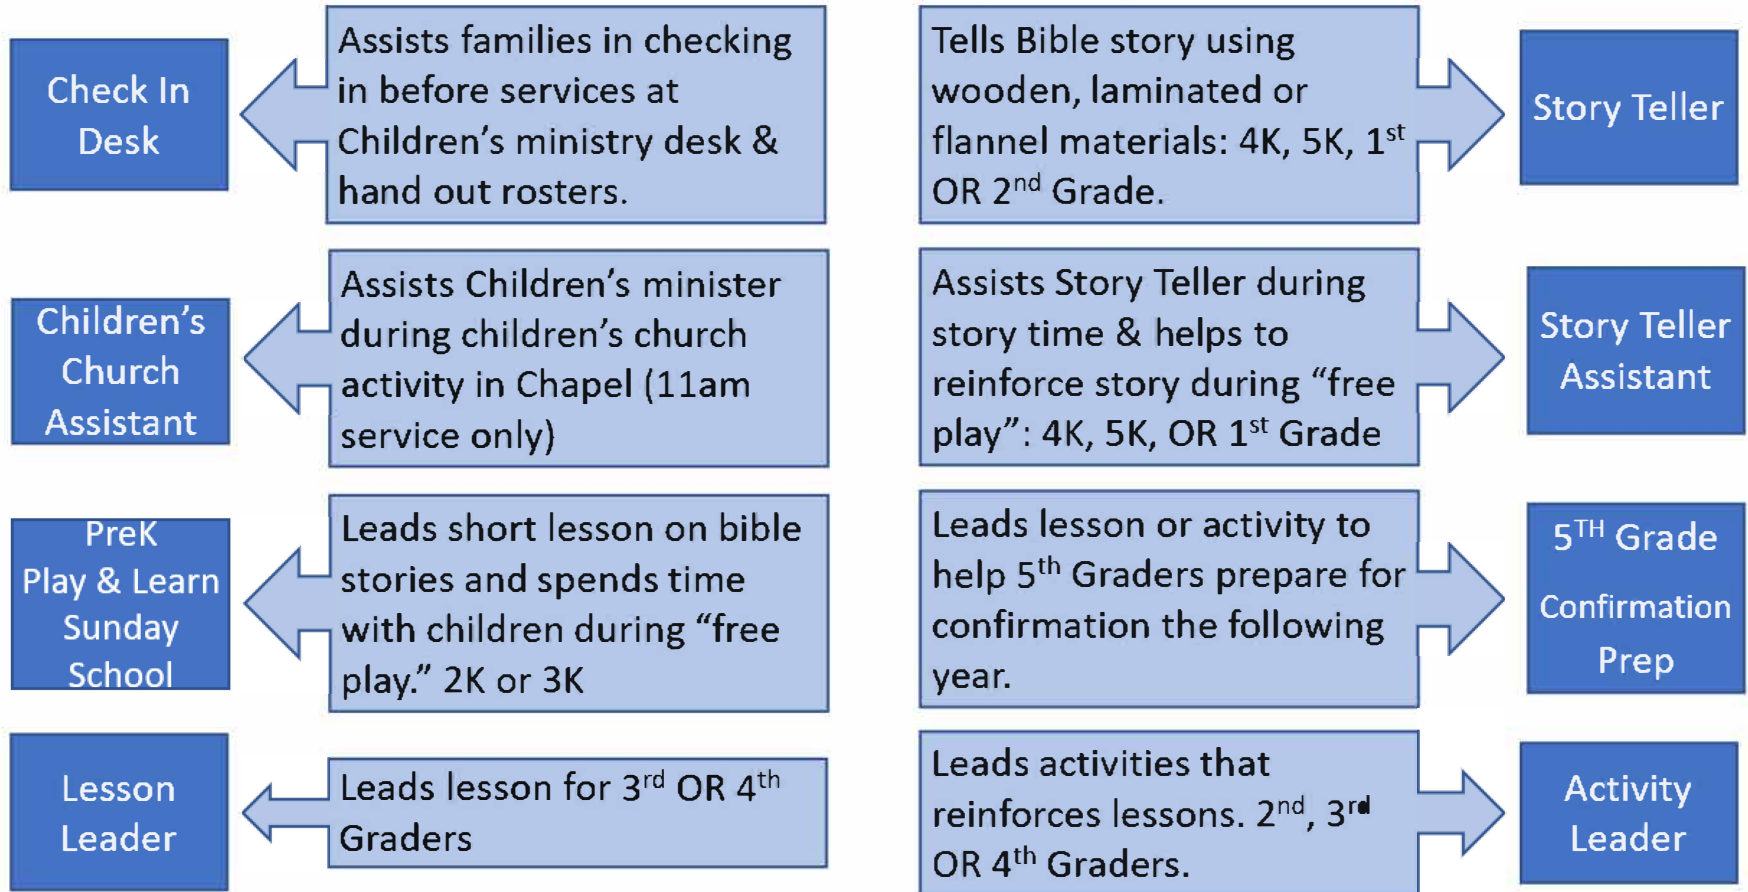 Check In
Desk
Assists families in checking
in before services at
Children’s ministry desk &
hand out rosters.
Tells Bible story using
wooden, laminated or
flannel materials: 4K, 5K, 1st
OR 2nd Grade.
Story Teller
Children’s
Church
Assistant
Assists Children’s minister
during children’s church
activity in Chapel (11am
service only)
Assists Story Teller during
story time & helps to
reinforce story during “free
play”: 4K, 5K, OR 1st Grade
Story Teller
Assistant
PreK
Play & Learn
Sunday
School
Leads short lesson on bible
stories and spends time
with children during “free
play.” 2K or 3K
Leads lesson or activity to
help 5th Graders prepare for
confirmation the following
year.
5TH Grade
Confirmation
Prep
Lesson
Leader
Leads lesson for 3rd OR 4th
Graders
Leads activities that
reinforces lessons. 2nd, 3rd
OR 4th Graders.
Activity
Leader